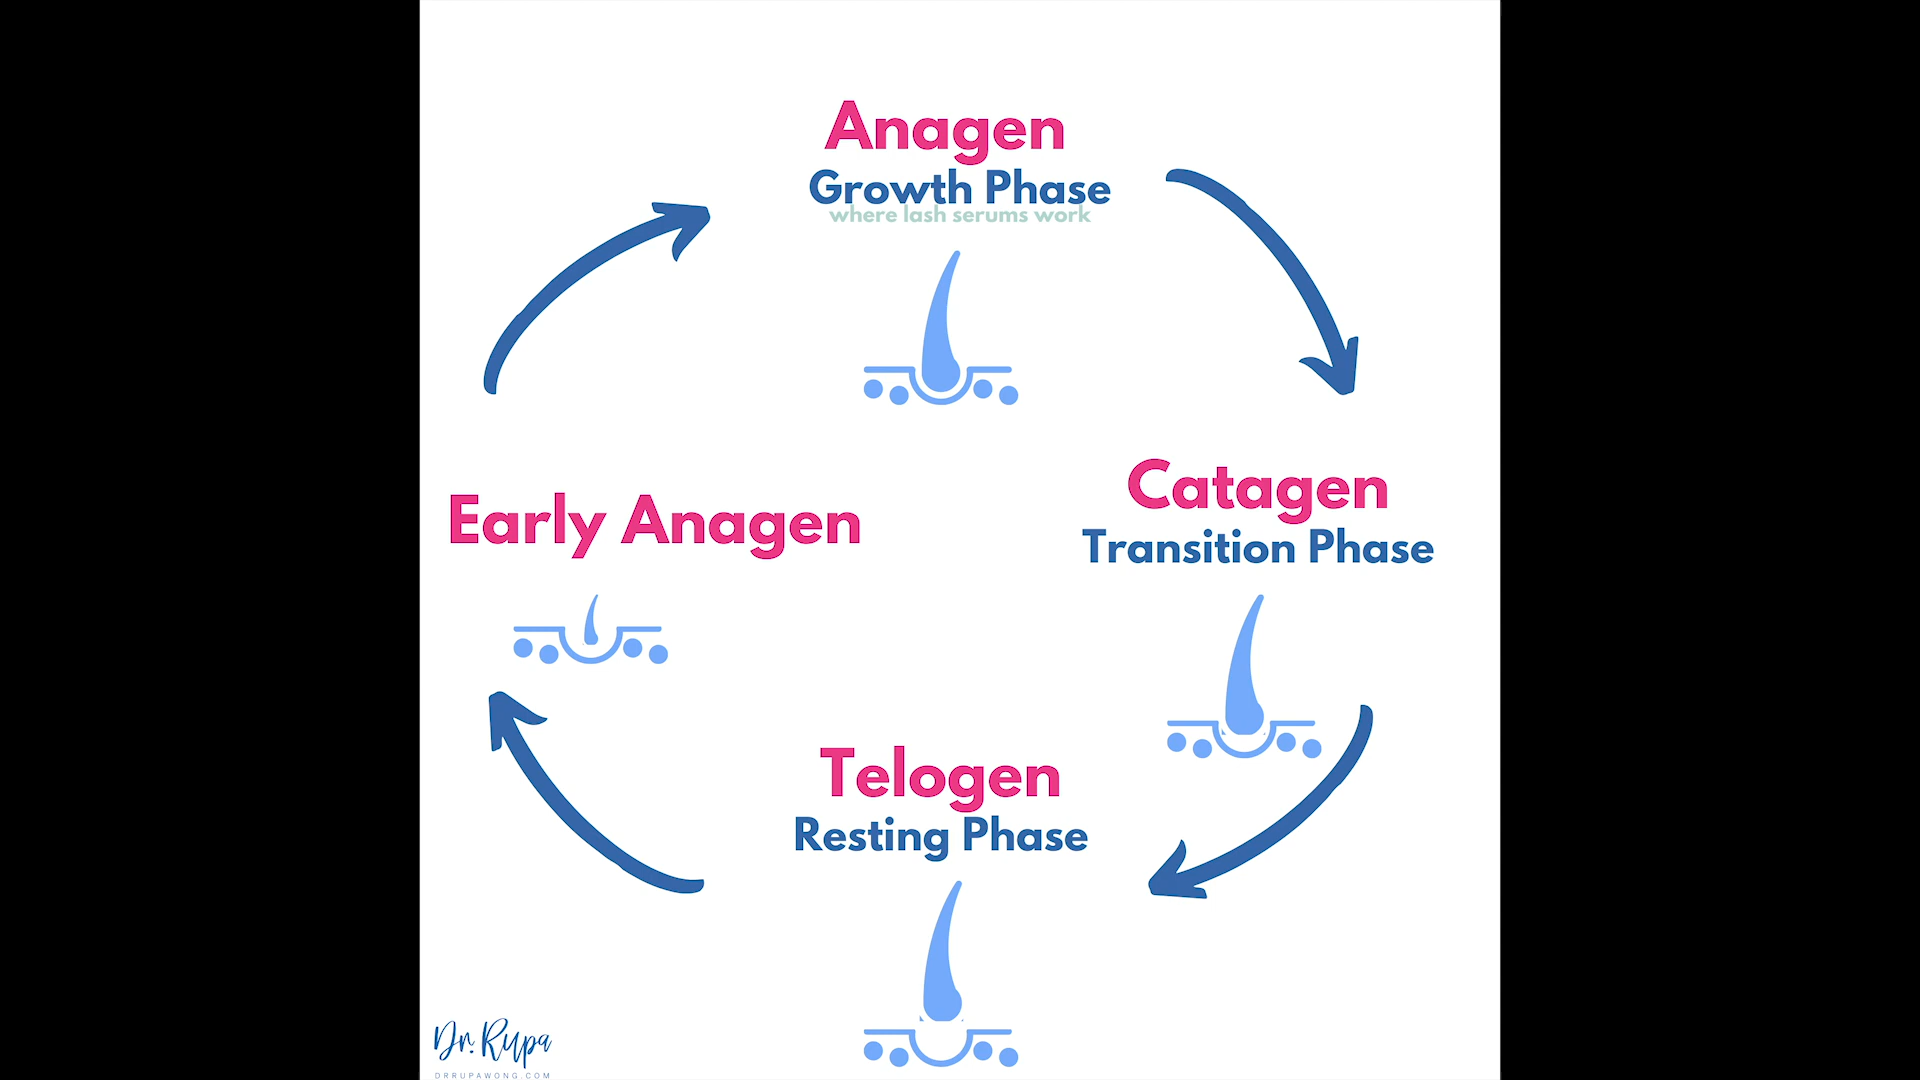 Anagen
Growth Phase
where lash serums work
Catagen
Transition Phase
Early Anagen
Telogen
Resting Phase
Dr. Rupa
DRRUPAWONG.COM